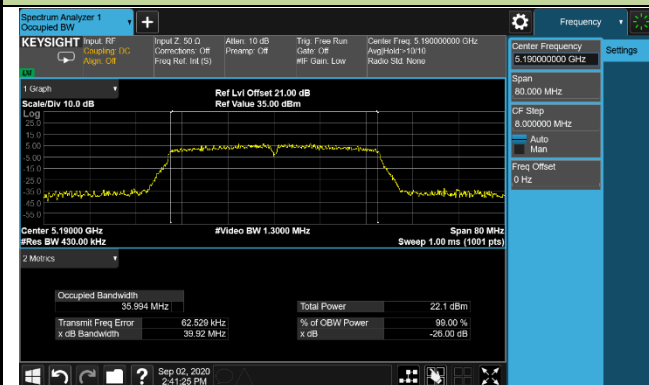 Spectrum Analyzer 1
Occupied BW
+
Frequency
KEYSIGHT
Input: RF
Coupling: DC
Align: Off
Input Z: 50 Ω
Corrections: Off
Freq Ref: Int (S)
Atten: 10 dB
Preamp: Off
Trig: Free Run
Gate: Off
#IF Gain: Low
Center Freq: 5.190000000 GHz
Avg|Hold:>10/10
Radio Std: None
Center Frequency
5.190000000 GHz
Settings
Span
80.000 MHz
CF Step
8.000000 MHz
Auto
Man
Freq Offset
0 Hz
1 Graph
Scale/Div 10.0 dB
Ref Lvl Offset 21.00 dB
Ref Value 35.00 dBm
Log
25.0
15.0
5.00
-5.00
-15.0
-25.0
-35.0
-45.0
-55.0
Center 5.19000 GHz
#Res BW 430.00 kHz
#Video BW 1.3000 MHz
Span 80 MHz
Sweep 1.00 ms (1001 pts)
2 Metrics
Occupied Bandwidth
35.994 MHz
Total Power 22.1 dBm
Transmit Freq Error 62.529 kHz
% of OBW Power 99.00 %
x dB Bandwidth 39.92 MHz
x dB -26.00 dB
?
Sep 02, 2020
2:41:25 PM